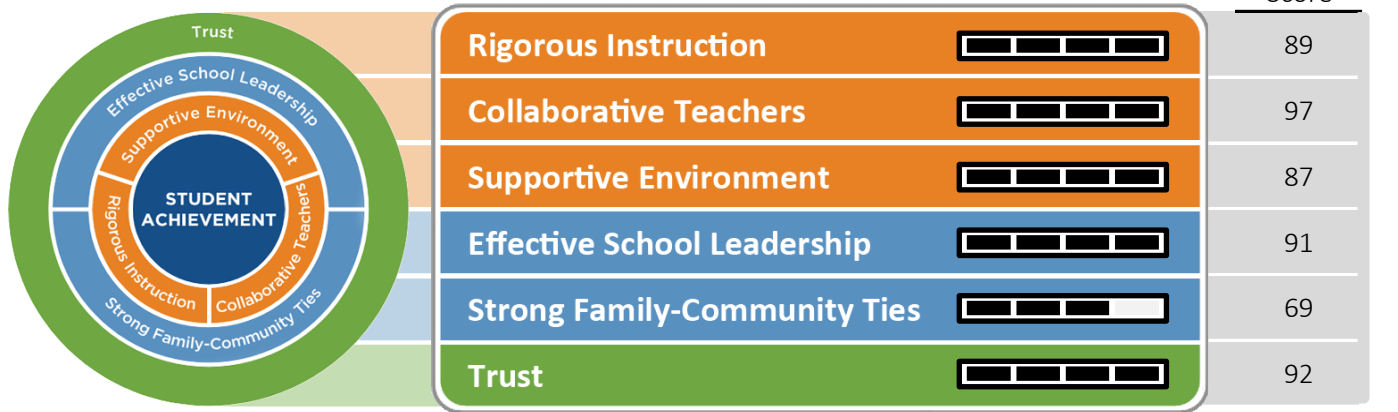 Trust
Effective School Leadership
Supportive Environment
STUDENT
ACHIEVEMENT
Rigorous Instruction
Collaborative Teachers
Strong Family-Community Ties
Rigorous Instruction 89
Collaborative Teachers 97
Supportive Environment 87
Effective School Leadership 91
Strong Family-Community Ties 69
Trust 92